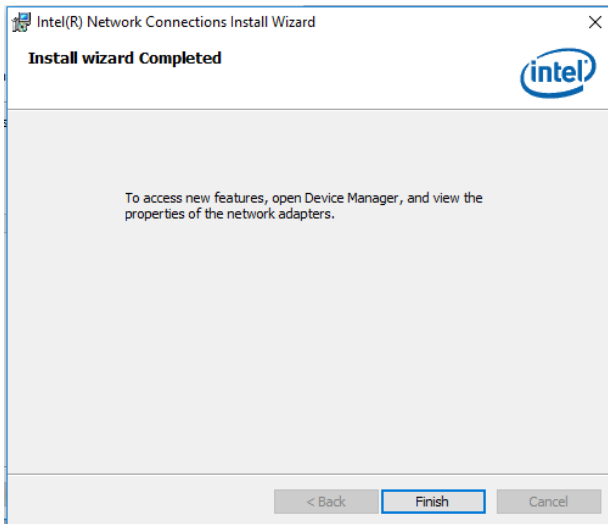 Intel(R) Network Connections Install Wizard
Install wizard Completed
intel
To access new features, open Device Manager, and view the
properties of the network adapters.
< Back
Finish
Cancel